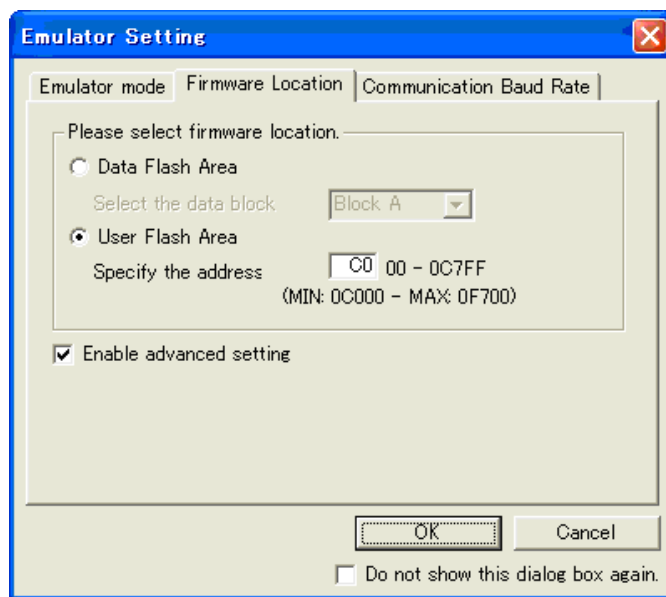 Emulator Setting
Emulator mode Firmware Location Communication Baud Rate
Please select firmware location.
Data Flash Area
Select the data block Block A
User Flash Area
Specify the address C0 00 - 0C7FF
(MIN: 0C000 - MAX: 0F700)
Enable advanced setting
OK Cancel
Do not show this dialog box again.